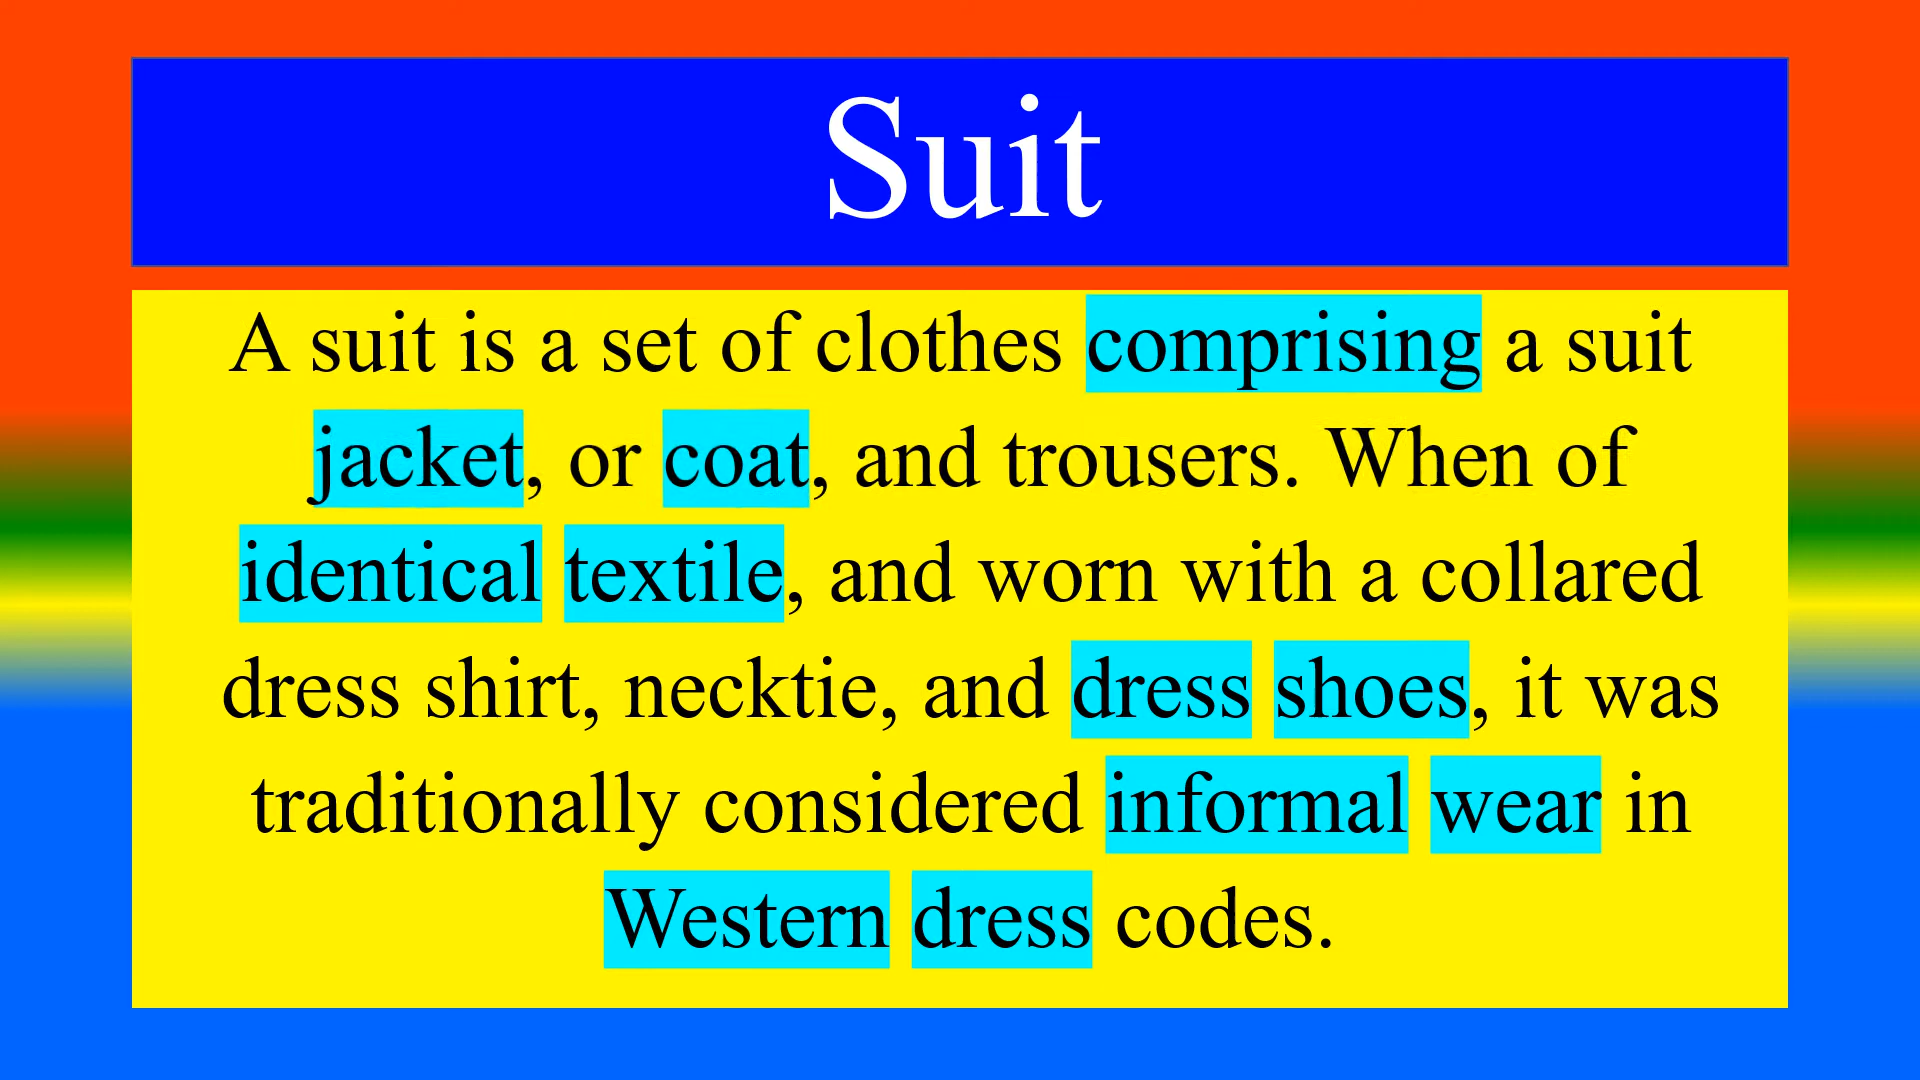 Suit
A suit is a set of clothes comprising a suit
jacket, or coat, and trousers. When of
identical textile, and worn with a collared
dress shirt, necktie, and dress shoes, it was
traditionally considered informal wear in
Western dress codes.